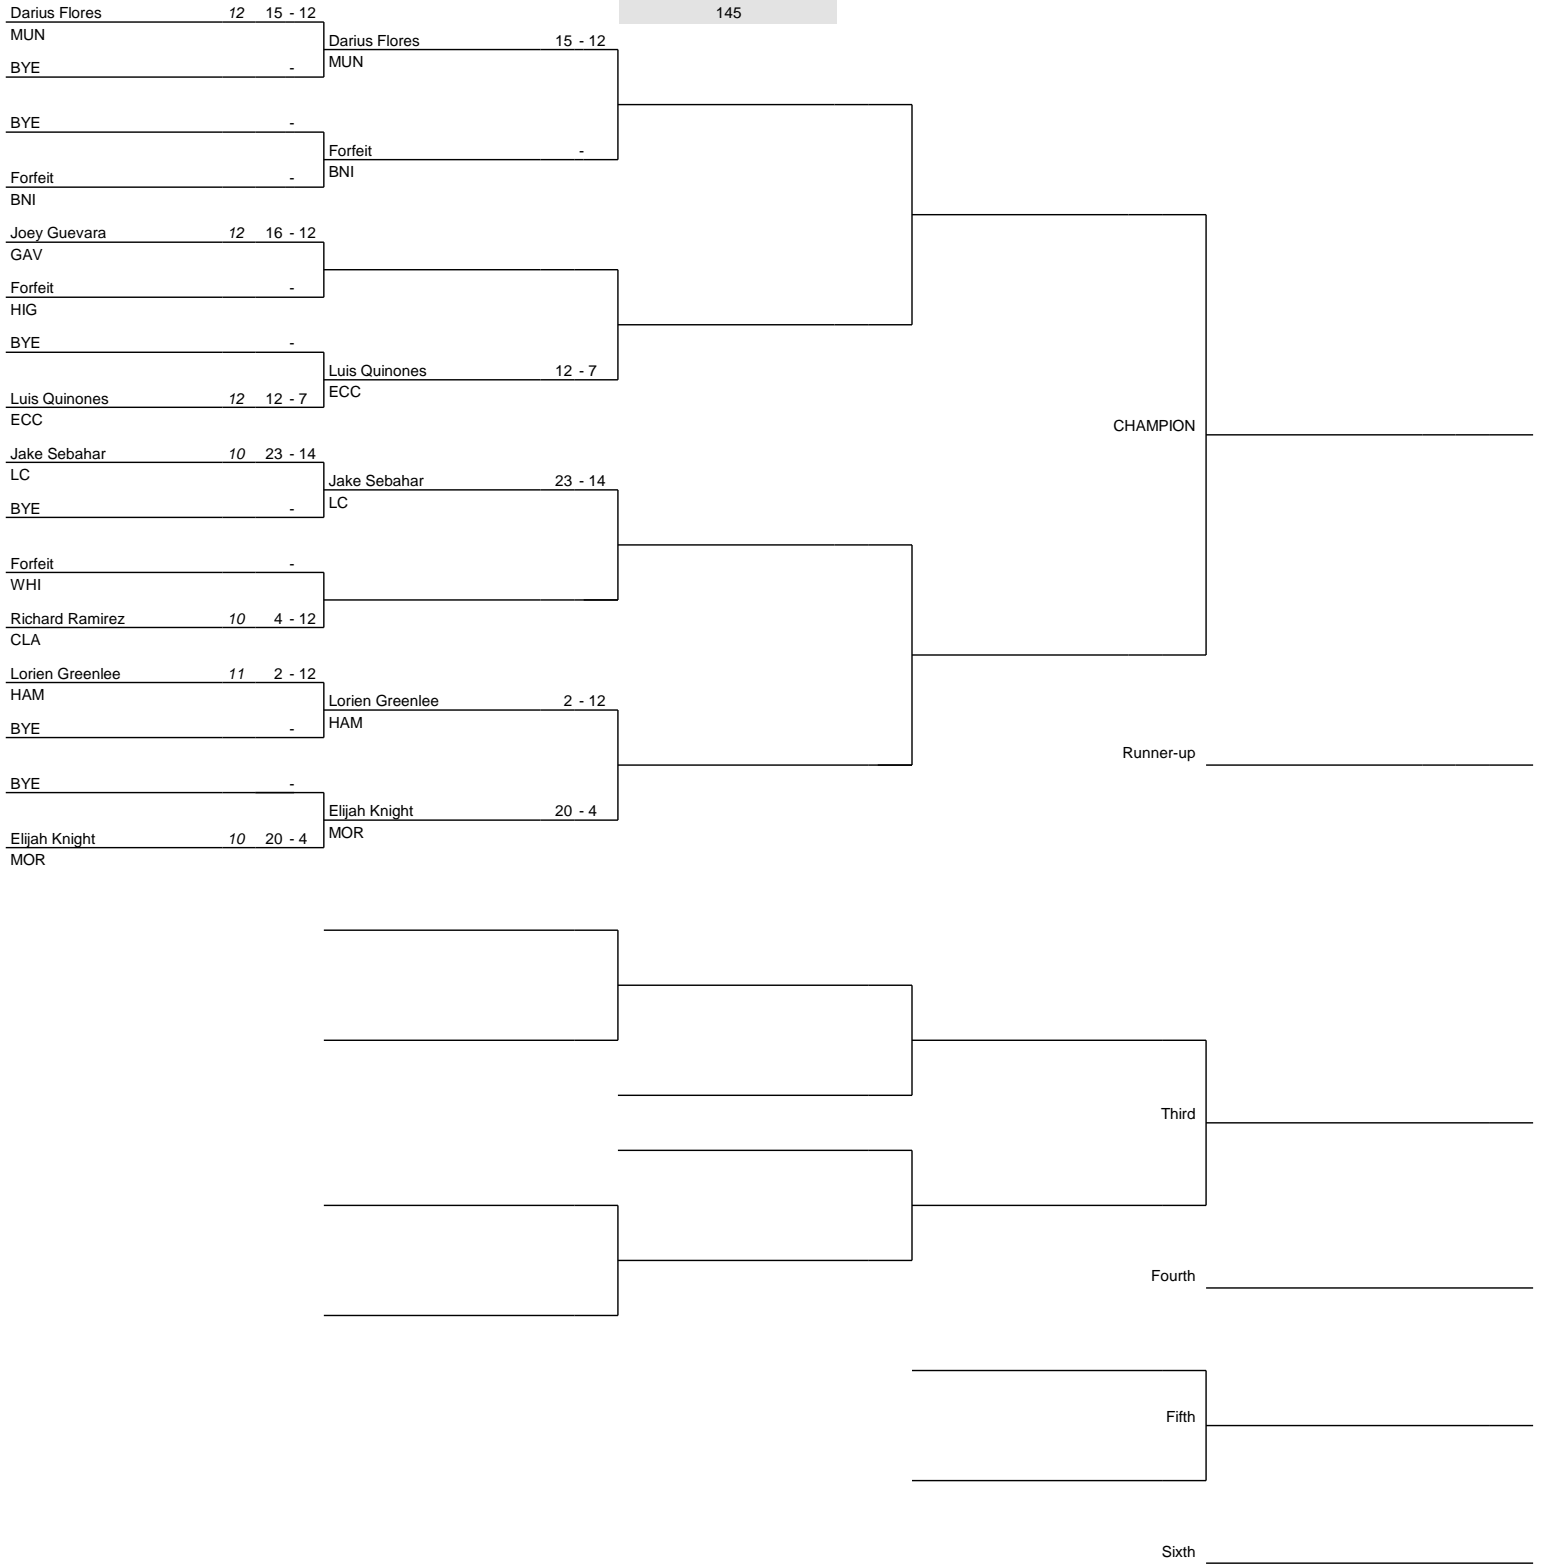 Darius Flores 12 15 - 12
145
MUN
Darius Flores 15 - 12
MUN
BYE -
BYE -
Forfeit -
BNI
Forfeit -
BNI
Joey Guevara 12 16 - 12
GAV
Forfeit -
HIG
BYE -
Luis Quinones 12 - 7
ECC
Luis Quinones 12 12 - 7
ECC
CHAMPION
Jake Sebahar 10 23 - 14
LC
Jake Sebahar 23 - 14
LC
BYE -
Forfeit -
WHI
Richard Ramirez 10 4 - 12
CLA
Lorien Greenlee 11 2 - 12
HAM
Lorien Greenlee 2 - 12
HAM
BYE -
Runner-up
BYE -
Elijah Knight 20 - 4
MOR
Elijah Knight 10 20 - 4
MOR
Third
Fourth
Fifth
Sixth